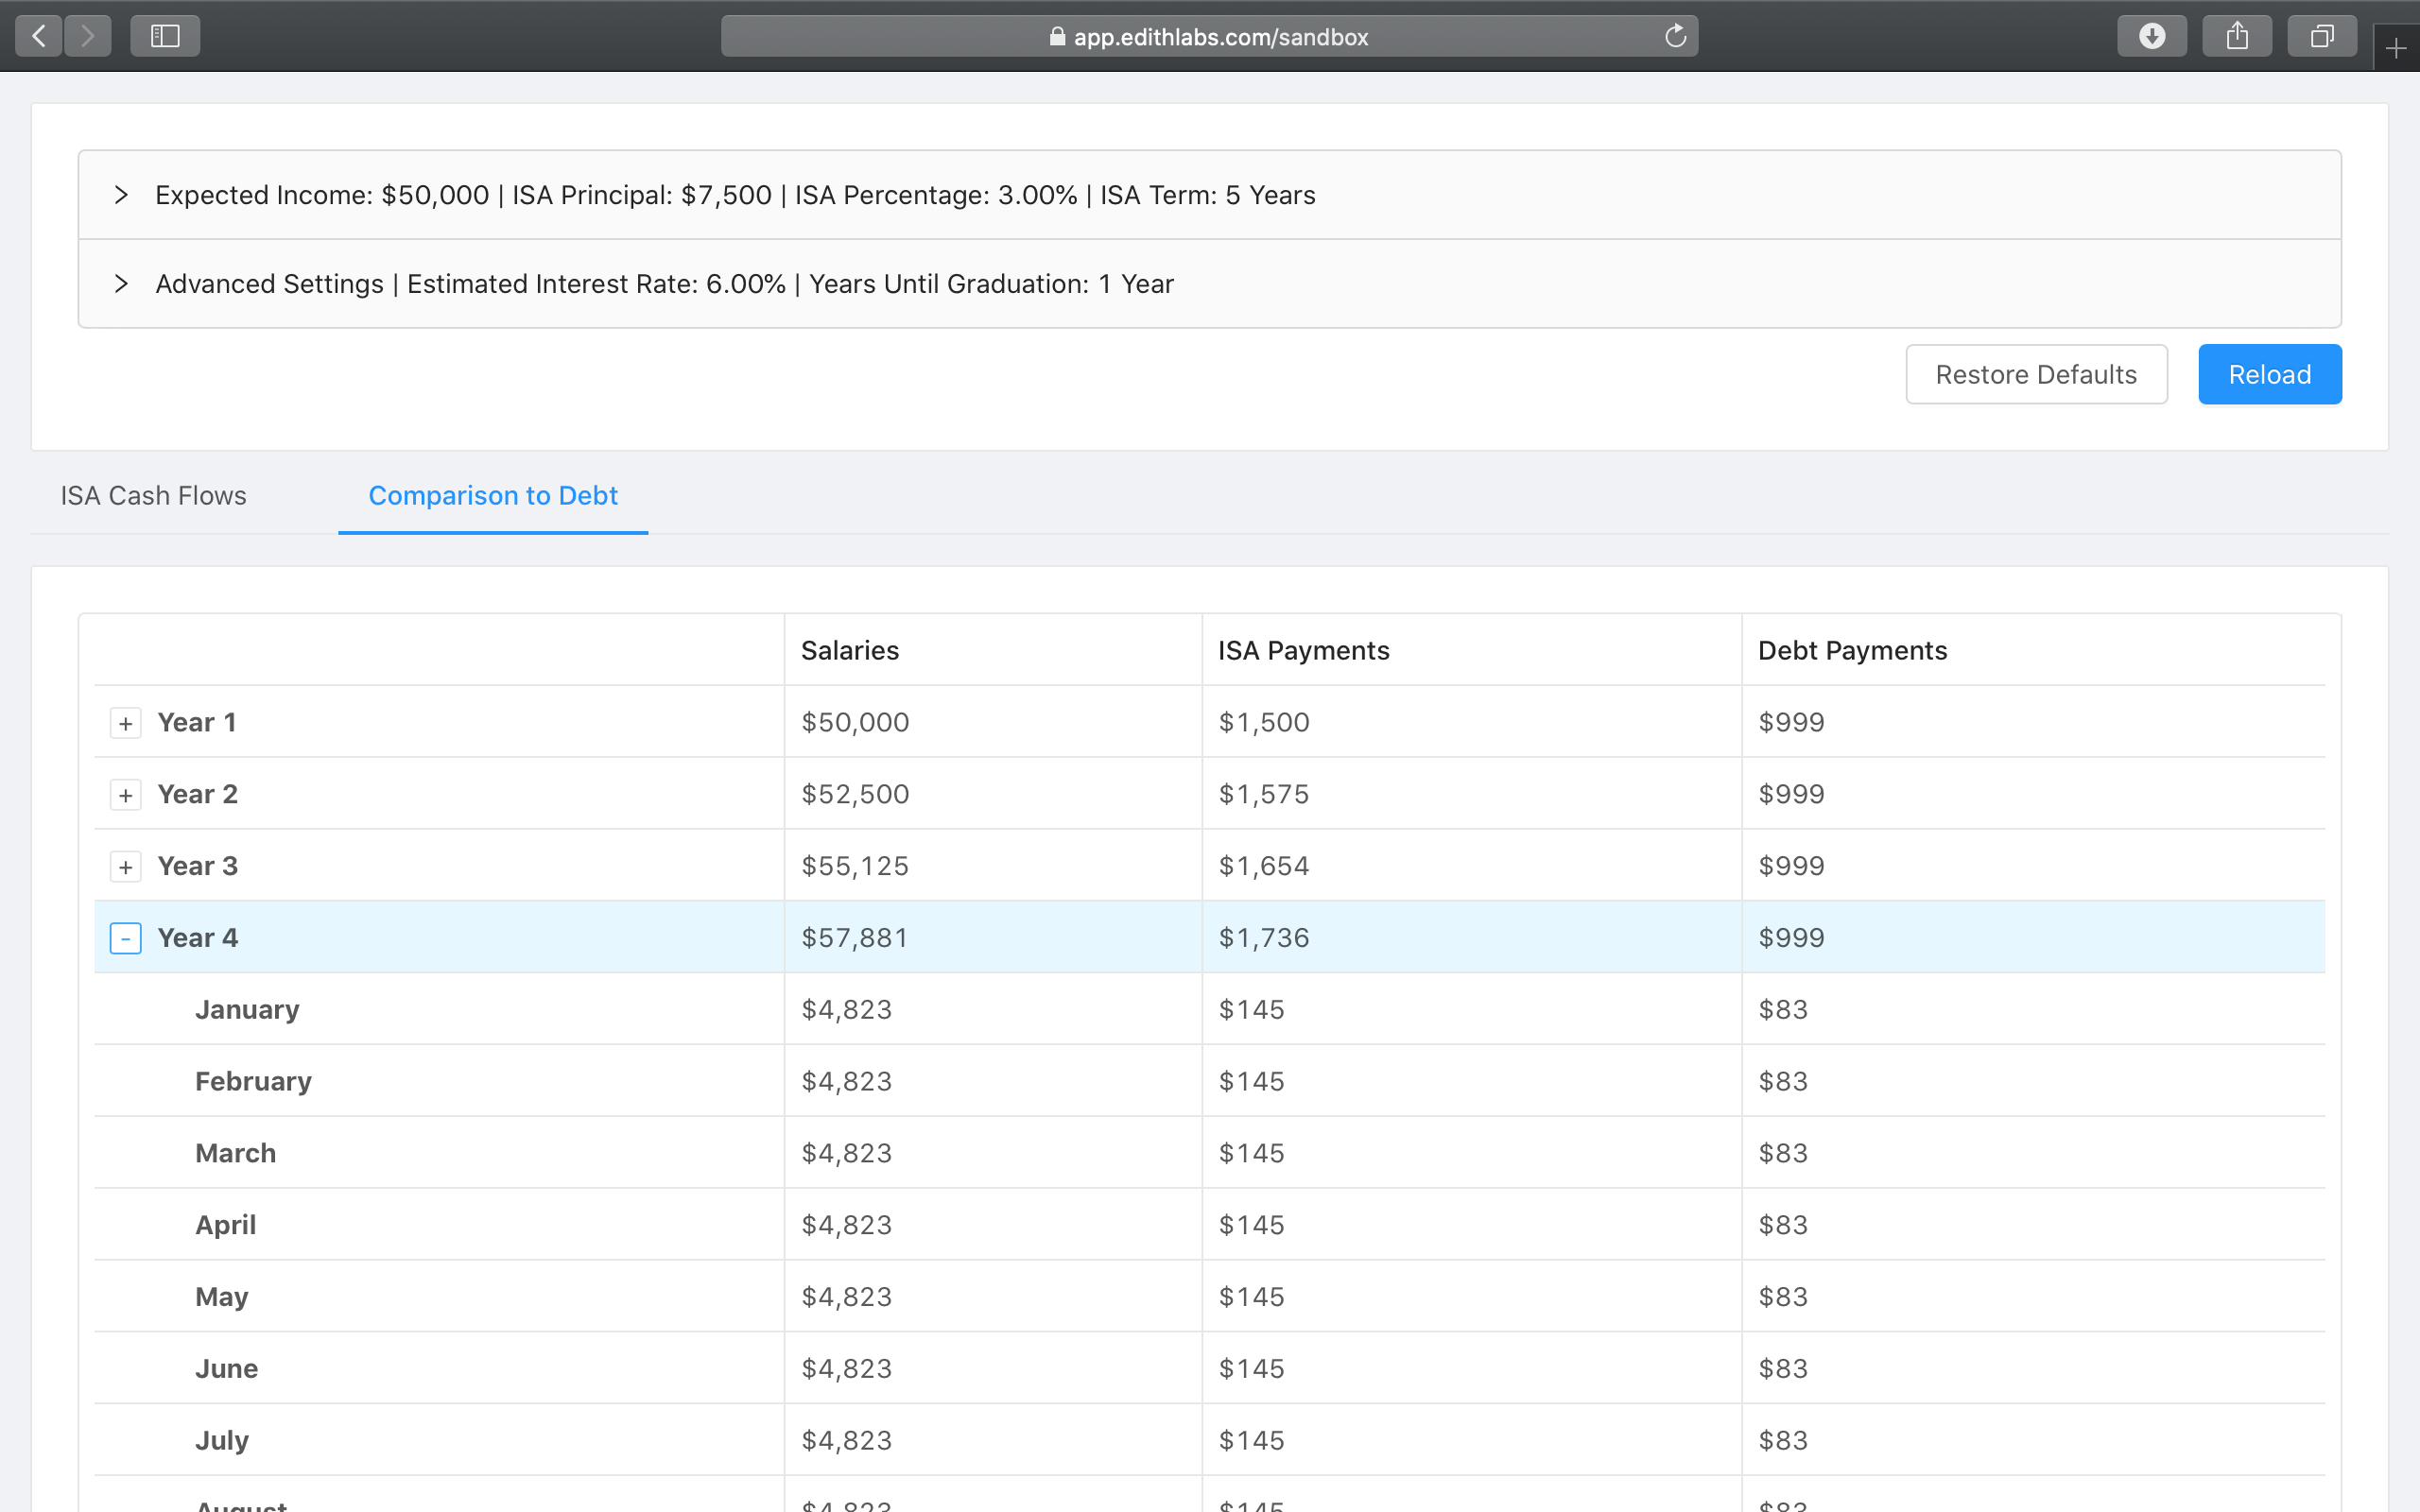 app.edithlabs.com/sandbox
Expected Income: $50,000 | ISA Principal: $7,500 | ISA Percentage: 3.00% | ISA Term: 5 Years
Advanced Settings | Estimated Interest Rate: 6.00% | Years Until Graduation: 1 Year
Restore Defaults Reload
ISA Cash Flows Comparison to Debt
Salaries ISA Payments Debt Payments
+ Year 1 $50,000 $1,500 $999
+ Year 2 $52,500 $1,575 $999
+ Year 3 $55,125 $1,654 $999
- Year 4 $57,881 $1,736 $999
January $4,823 $145 $83
February $4,823 $145 $83
March $4,823 $145 $83
April $4,823 $145 $83
May $4,823 $145 $83
June $4,823 $145 $83
July $4,823 $145 $83
August $4,823 $145 $83